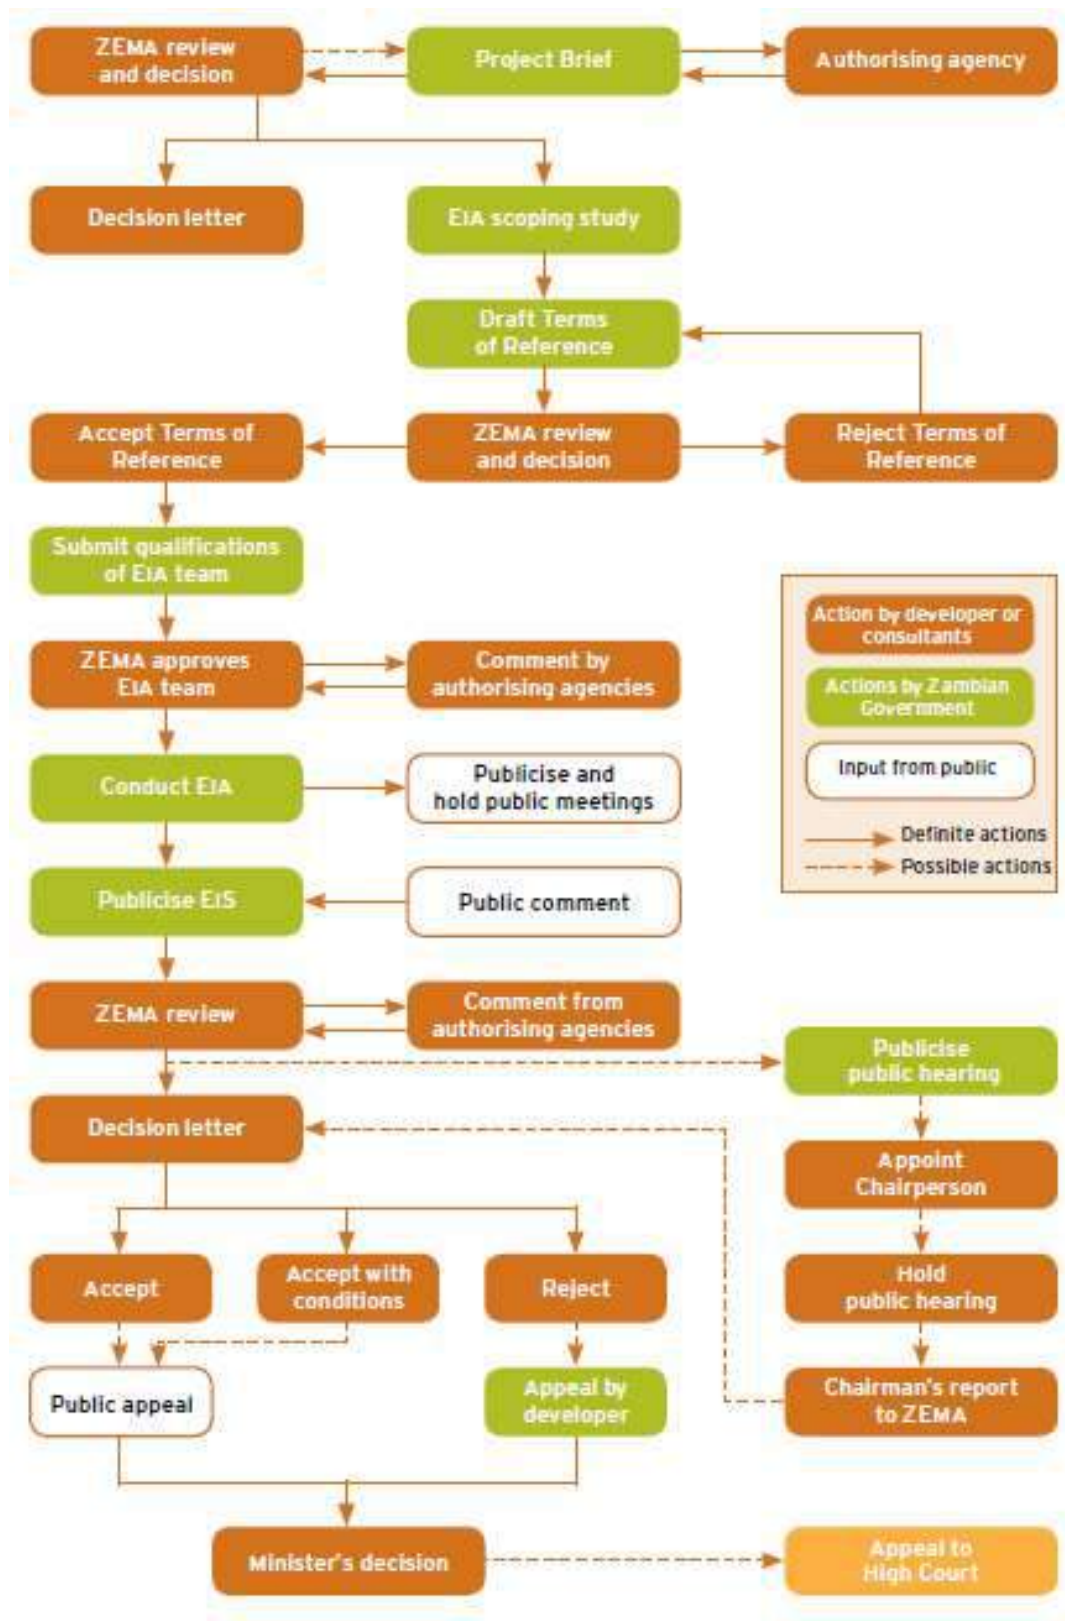 ZEMA review
and decision
Project Brief
Authorising agency
Decision letter
EIA scoping study
Draft Terms
of Reference
Accept Terms of
Reference
ZEMA review
and decision
Reject Terms of
Reference
Submit qualifications
of EIA team
ZEMA approves
EIA team
Comment by
authorising agencies
Conduct EIA
Publicise and
hold public meetings
Publicise EIS
Public comment
ZEMA review
Comment from
authorising agencies
Action by developer or
consultants
Actions by Zambian
Government
Input from public
Definite actions
Possible actions
Publicise
public hearing
Decision letter
Appoint
Chairperson
Accept
Accept with
conditions
Reject
Hold
public hearing
Public appeal
Appeal by
developer
Chairman's report
to ZEMA
Minister's decision
Appeal to
High Court